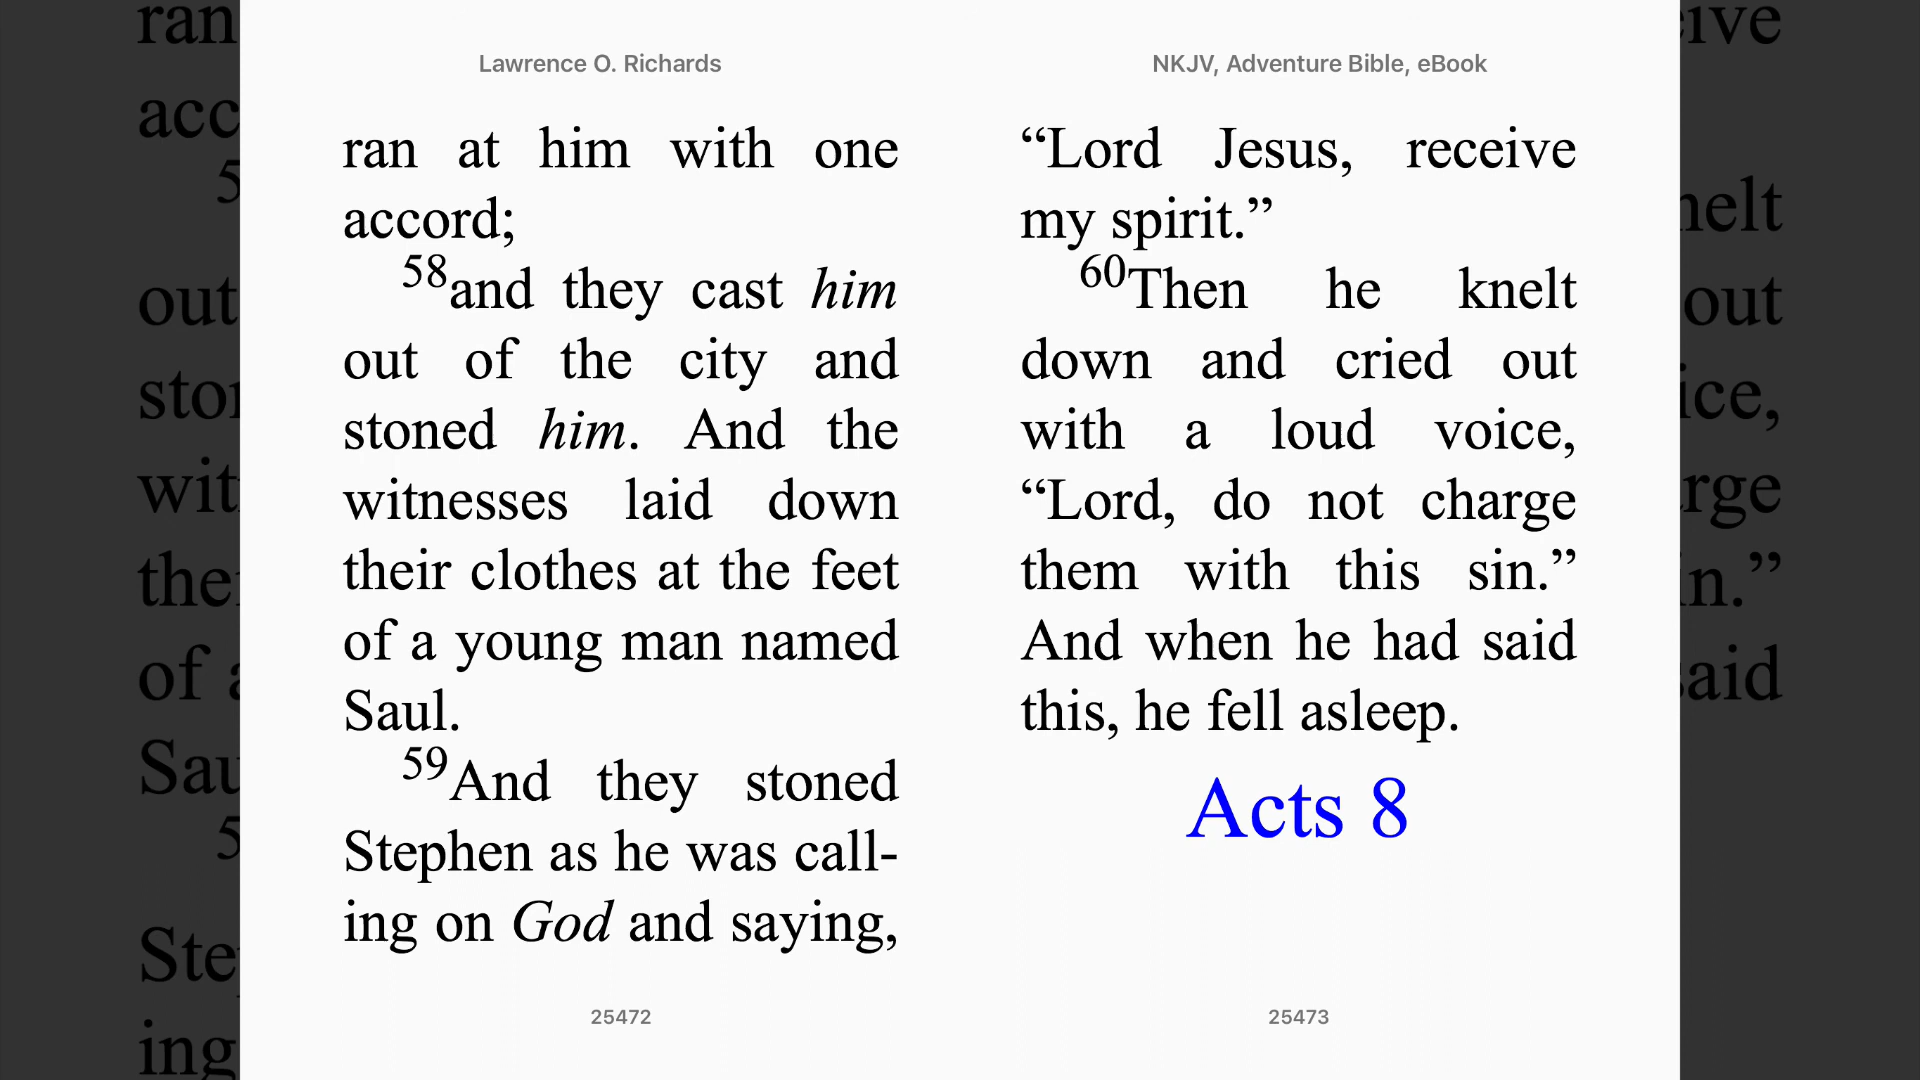 Lawrence O. Richards
ran at him with one
accord;
58and they cast him
out of the city and
stoned him. And the
witnesses laid down
their clothes at the feet
of a young man named
Saul.
59And they stoned
Stephen as he was call-
ing on God and saying,
25472
NKJV, Adventure Bible, eBook
“Lord Jesus, receive
my spirit.”
60Then he knelt
down and cried out
with a loud voice,
“Lord, do not charge
them with this sin.”
And when he had said
this, he fell asleep.
Acts 8
25473